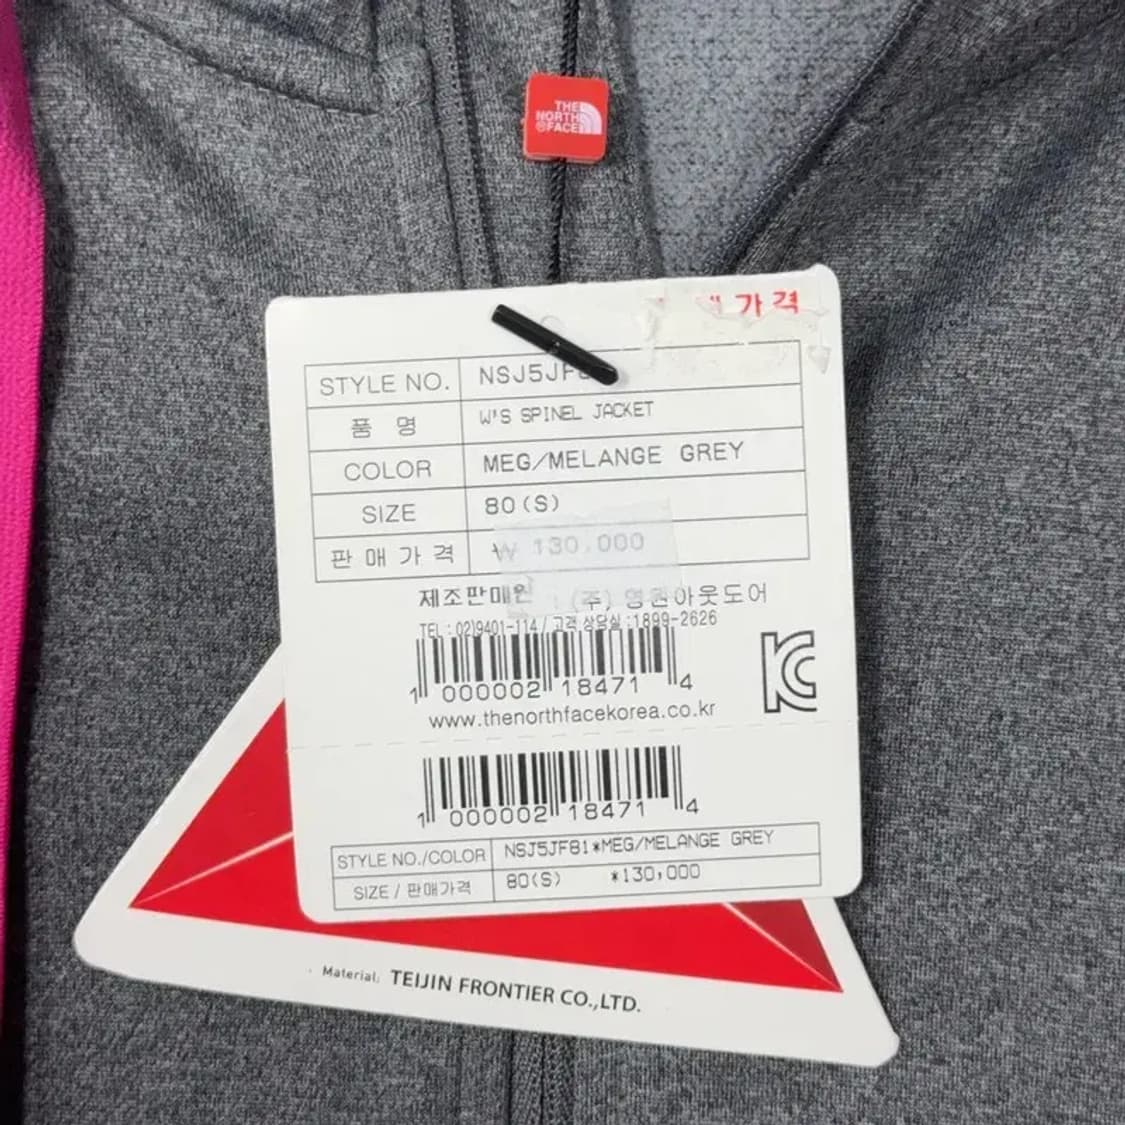 THE
NORTH
FACE
가격
STYLE NO. NSJ5JF8
품 명 W'S SPINEL JACKET
COLOR MEG/MELANGE GREY
SIZE 80(S)
판 매 가 격 ₩ 130,000
제조판매원 : (주) 영원아웃도어
TEL : 02)9401-114 / 고객 상담실 : 1899-2626
1 000002 18471 4
www.thenorthfacekorea.co.kr
1 000002 18471 4
STYLE NO./COLOR NSJ5JF81*MEG/MELANGE GREY
SIZE / 판매가격 80(S) *130,000
Material. TEIJIN FRONTIER CO.,LTD.